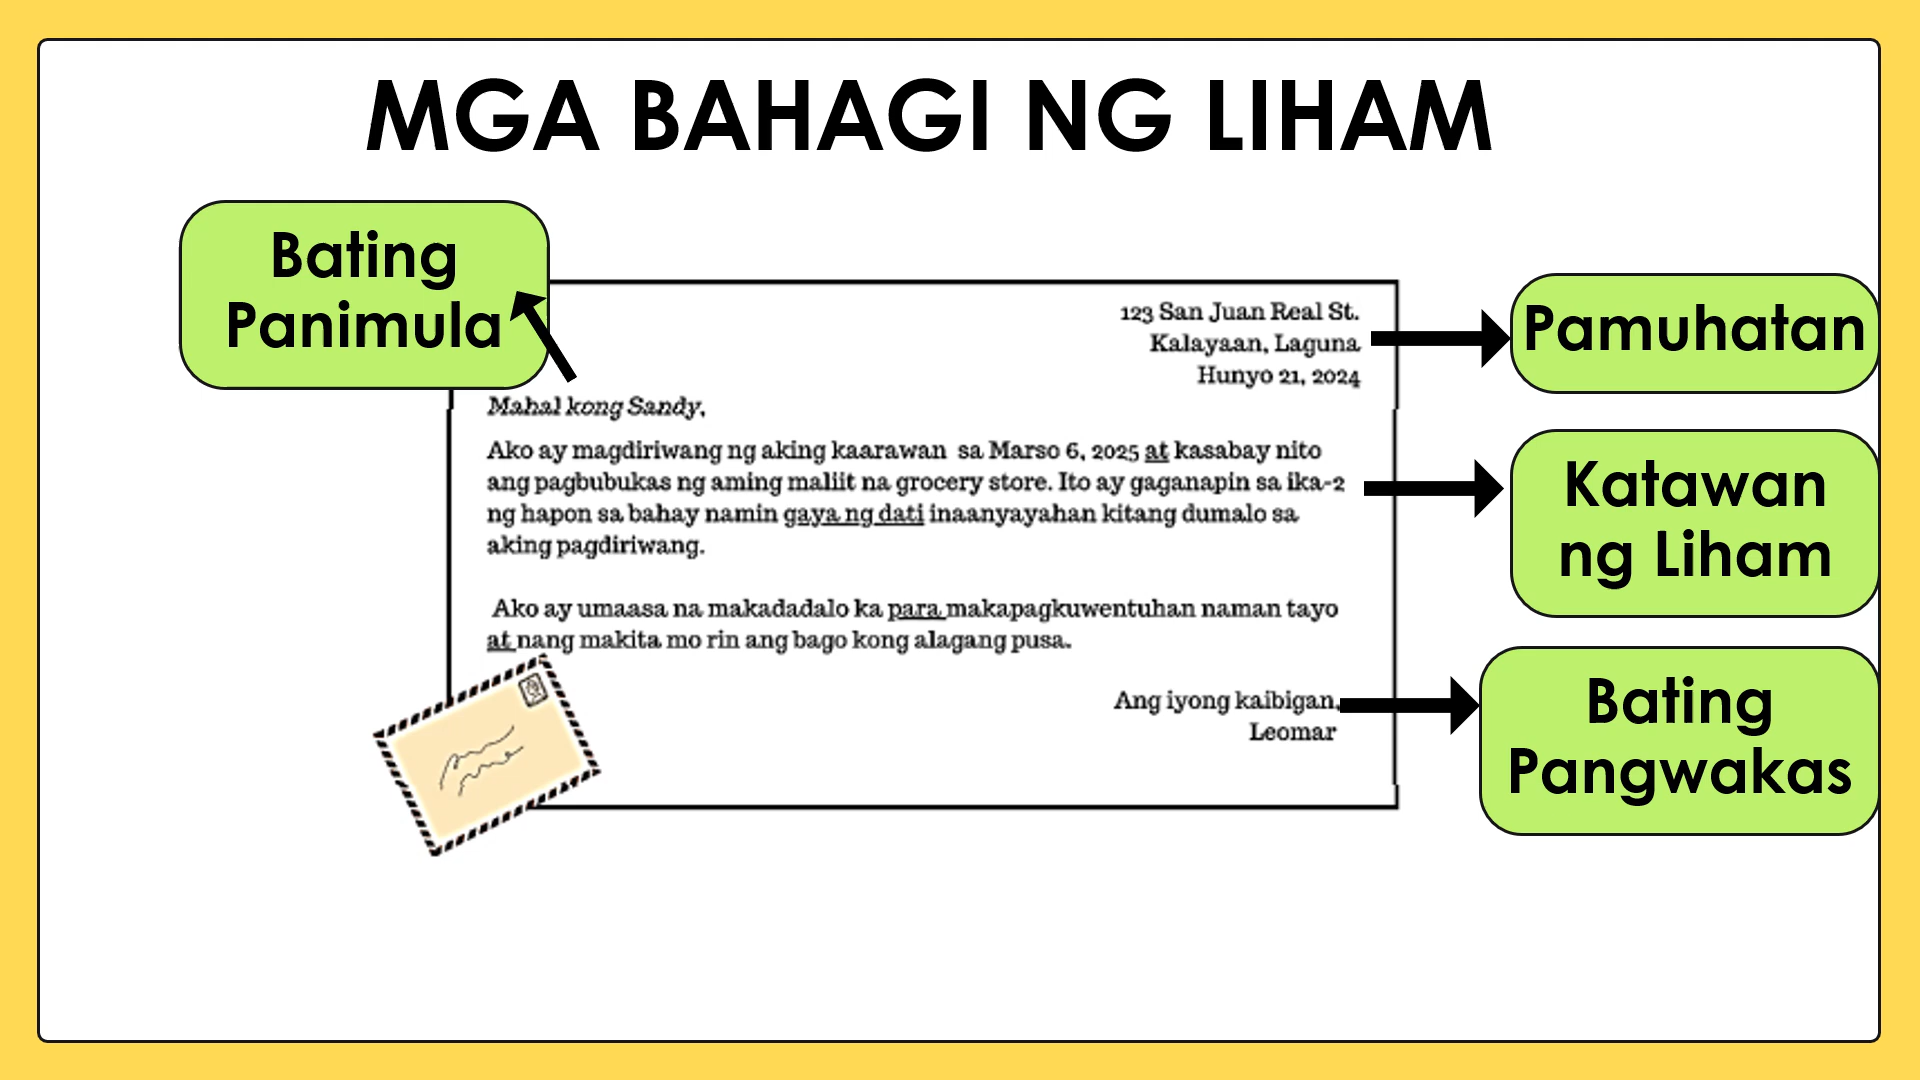 MGA BAHAGI NG LIHAM
Bating
Panimula
123 San Juan Real St.
Kalayaan, Laguna
Hunyo 21, 2024
Pamuhatan
Mahal kong Sandy,
Ako ay magdiriwang ng aking kaarawan sa Marso 6, 2025 at kasabay nito
ang pagbubukas ng aming maliit na grocery store. Ito ay gaganapin sa ika-2
ng hapon sa bahay namin gaya ng dati inaanyayahan kitang dumalo sa
aking pagdiriwang.
Katawan
ng Liham
Ako ay umaasa na makadadalo ka para makapagkuwentuhan naman tayo
at nang makita mo rin ang bago kong alagang pusa.
Ang iyong kaibigan,
Leomar
Bating
Pangwakas